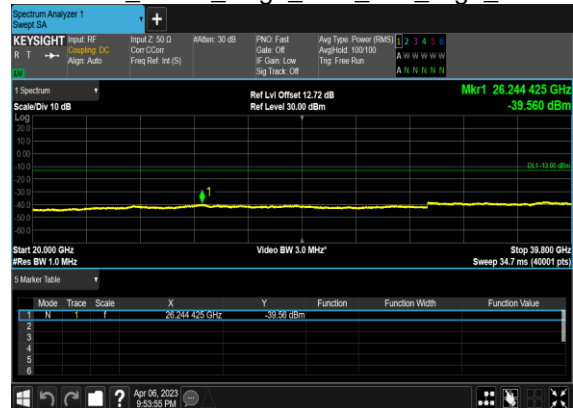 Spectrum Analyzer 1
Swept SA
KEYSIGHT Input: RF Input Z: 50 Ω #Atten: 30 dB PNO: Fast Avg Type: Power (RMS) 1 2 3 4 5 6
R T Coupling: DC Corr CCorr Gate: Off Avg|Hold: 100/100 A W W W W W
Align: Auto Freq Ref: Int (S) IF Gain: Low Trig: Free Run
LW Sig Track: Off A N N N N N
1 Spectrum Ref Lvl Offset 12.72 dB Mkr1 26.244 425 GHz
Scale/Div 10 dB Ref Level 30.00 dBm -39.560 dBm
Log
20.0
10.0
0.00
-10.0 DL1 -13.00 dBm
-20.0
-30.0 1
-40.0
-50.0
-60.0
Start 20.000 GHz Video BW 3.0 MHz* Stop 39.800 GHz
#Res BW 1.0 MHz Sweep 34.7 ms (40001 pts)
5 Marker Table
Mode Trace Scale X Y Function Function Width Function Value
1 N 1 f 26.244 425 GHz -39.56 dBm
2
3
4
5
6
? Apr 06, 2023
9:53:55 PM